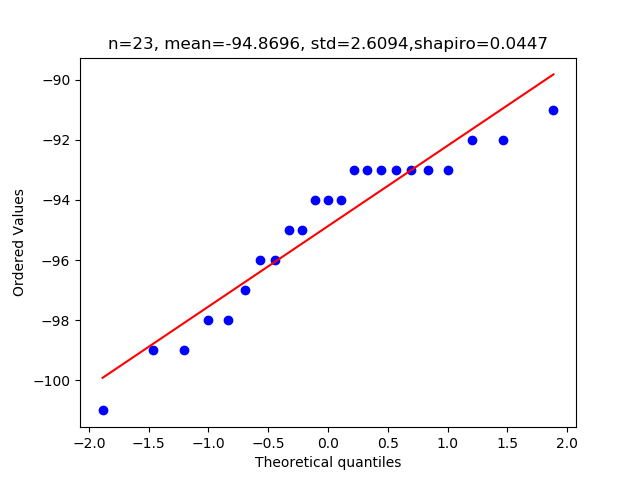 n=23, mean=-94.8696, std=2.6094,shapiro=0.0447
−90
−92
−94
−96
−98
−100
Ordered Values
−2.0 −1.5 −1.0 −0.5 0.0 0.5 1.0 1.5 2.0
Theoretical quantiles